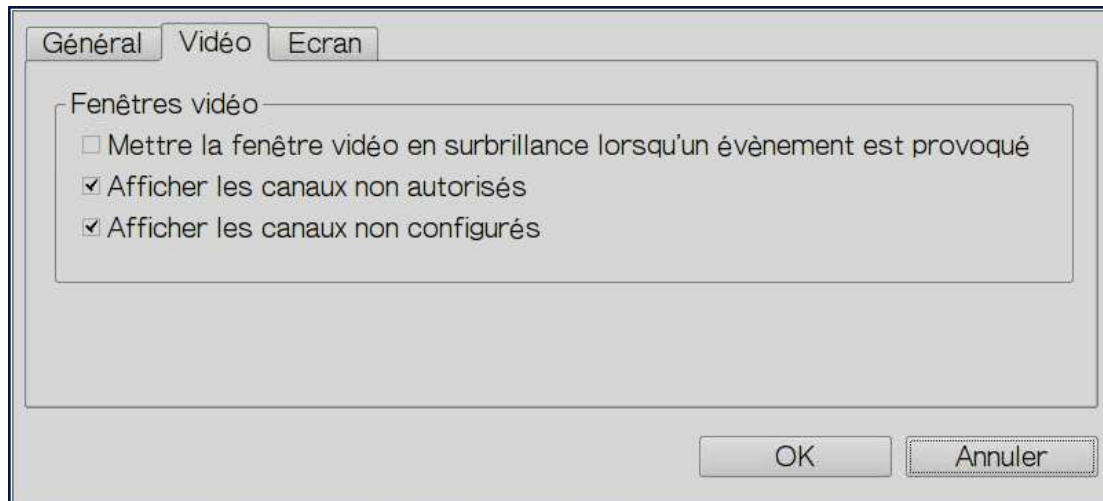 Général Vidéo Ecran
Fenêtres vidéo
Mettre la fenêtre vidéo en surbrillance lorsqu'un évènement est provoqué
Afficher les canaux non autorisés
Afficher les canaux non configurés
OK Annuler